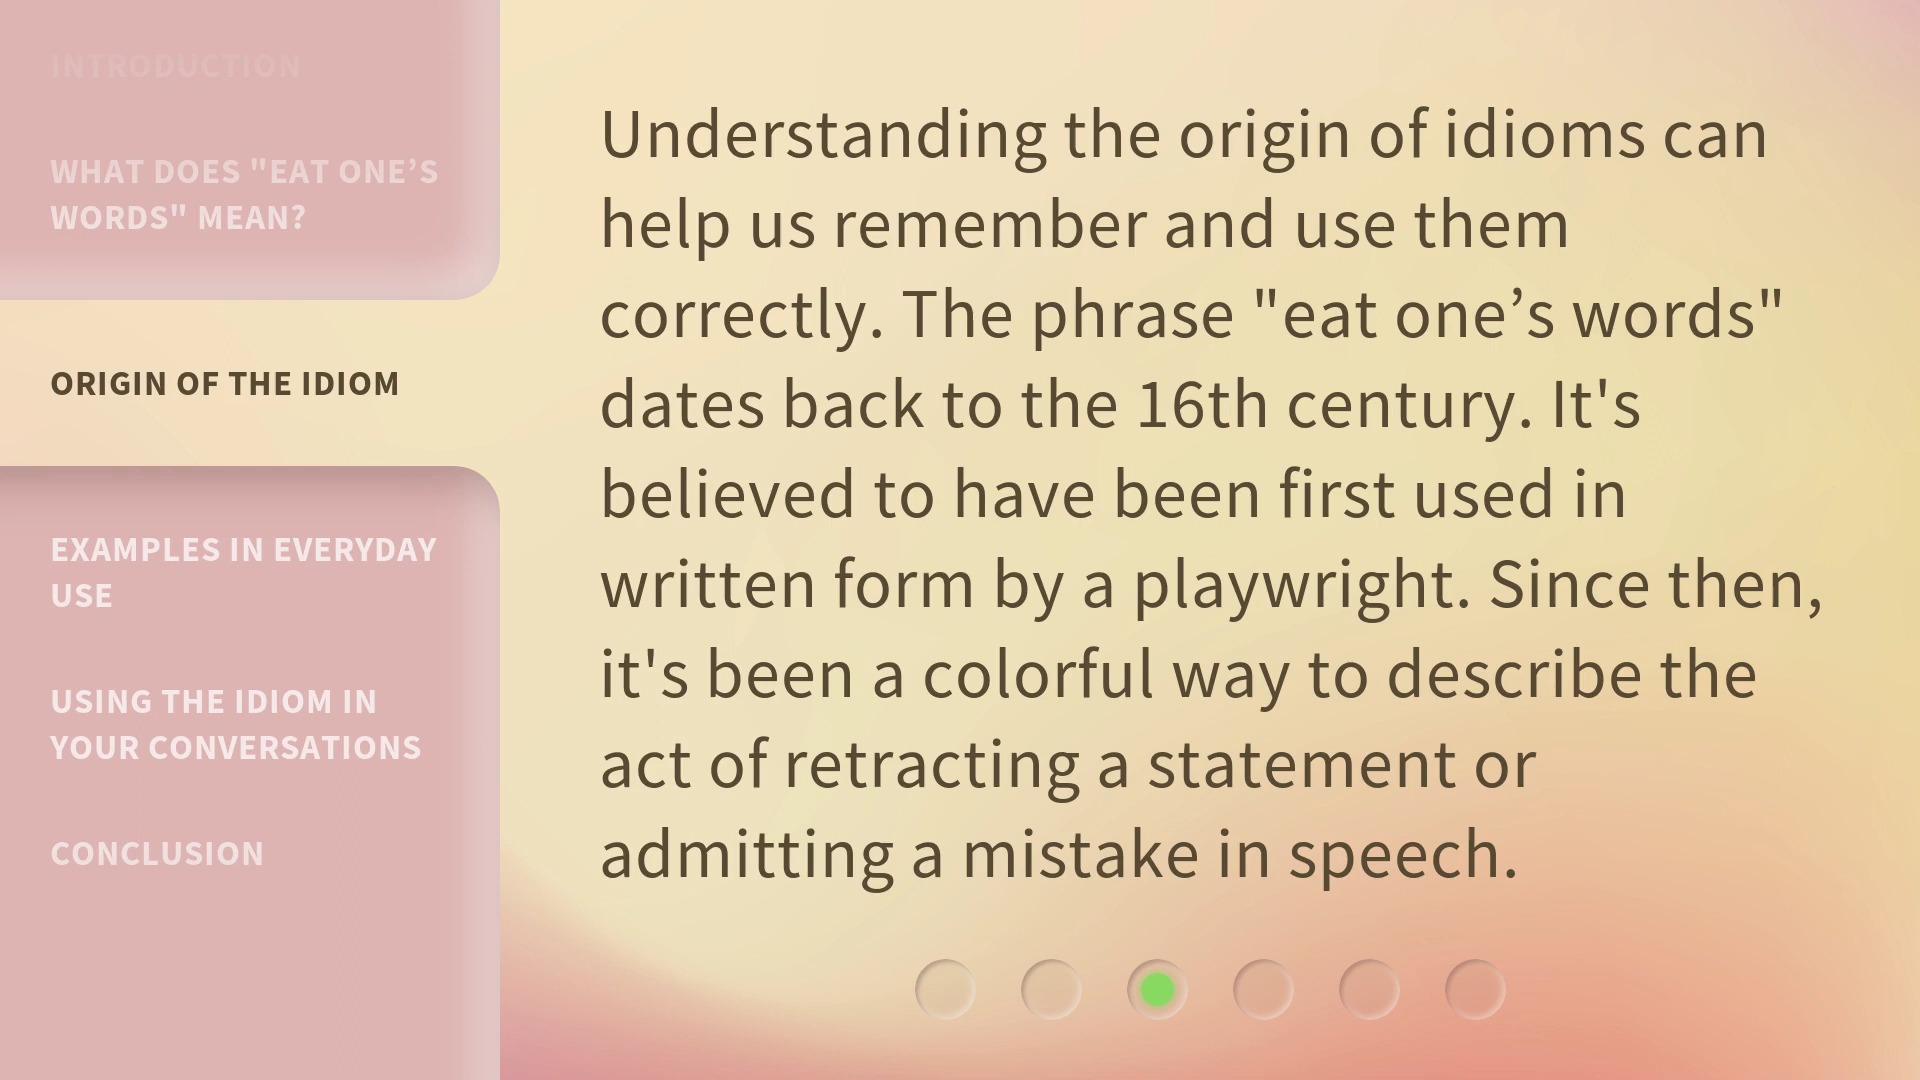 INTRODUCTION
WHAT DOES "EAT ONE’S
WORDS" MEAN?
ORIGIN OF THE IDIOM
EXAMPLES IN EVERYDAY
USE
USING THE IDIOM IN
YOUR CONVERSATIONS
CONCLUSION
Understanding the origin of idioms can
help us remember and use them
correctly. The phrase "eat one’s words"
dates back to the 16th century. It's
believed to have been first used in
written form by a playwright. Since then,
it's been a colorful way to describe the
act of retracting a statement or
admitting a mistake in speech.